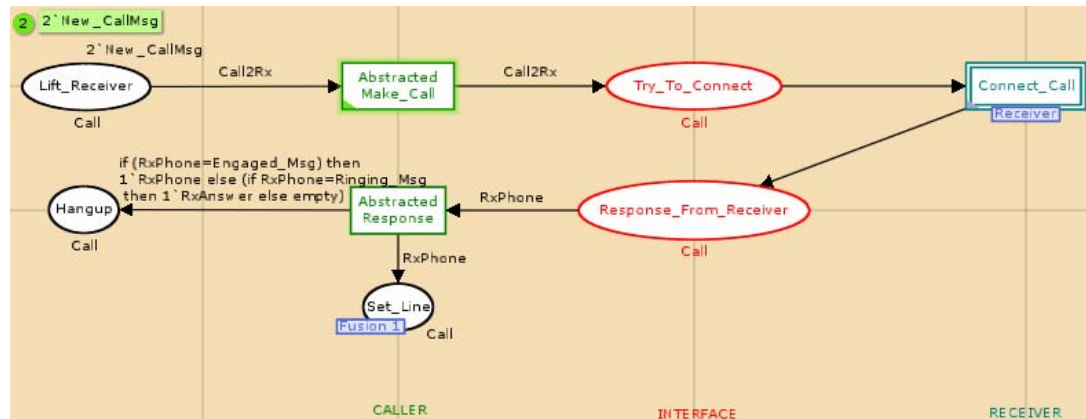 2 2`New_CallMsg
2`New_CallMsg
Lift_Receiver
Call
Call2Rx
Abstracted
Make_Call
Call2Rx
Try_To_Connect
Call
Connect_Call
Receiver
if (RxPhone=Engaged_Msg) then
1`RxPhone else (if RxPhone=Ringing_Msg
then 1`RxAnswer else empty)
Hangup
Call
Abstracted
Response
RxPhone
Response_From_Receiver
Call
RxPhone
Set_Line
Fusion 1
Call
CALLER
INTERFACE
RECEIVER